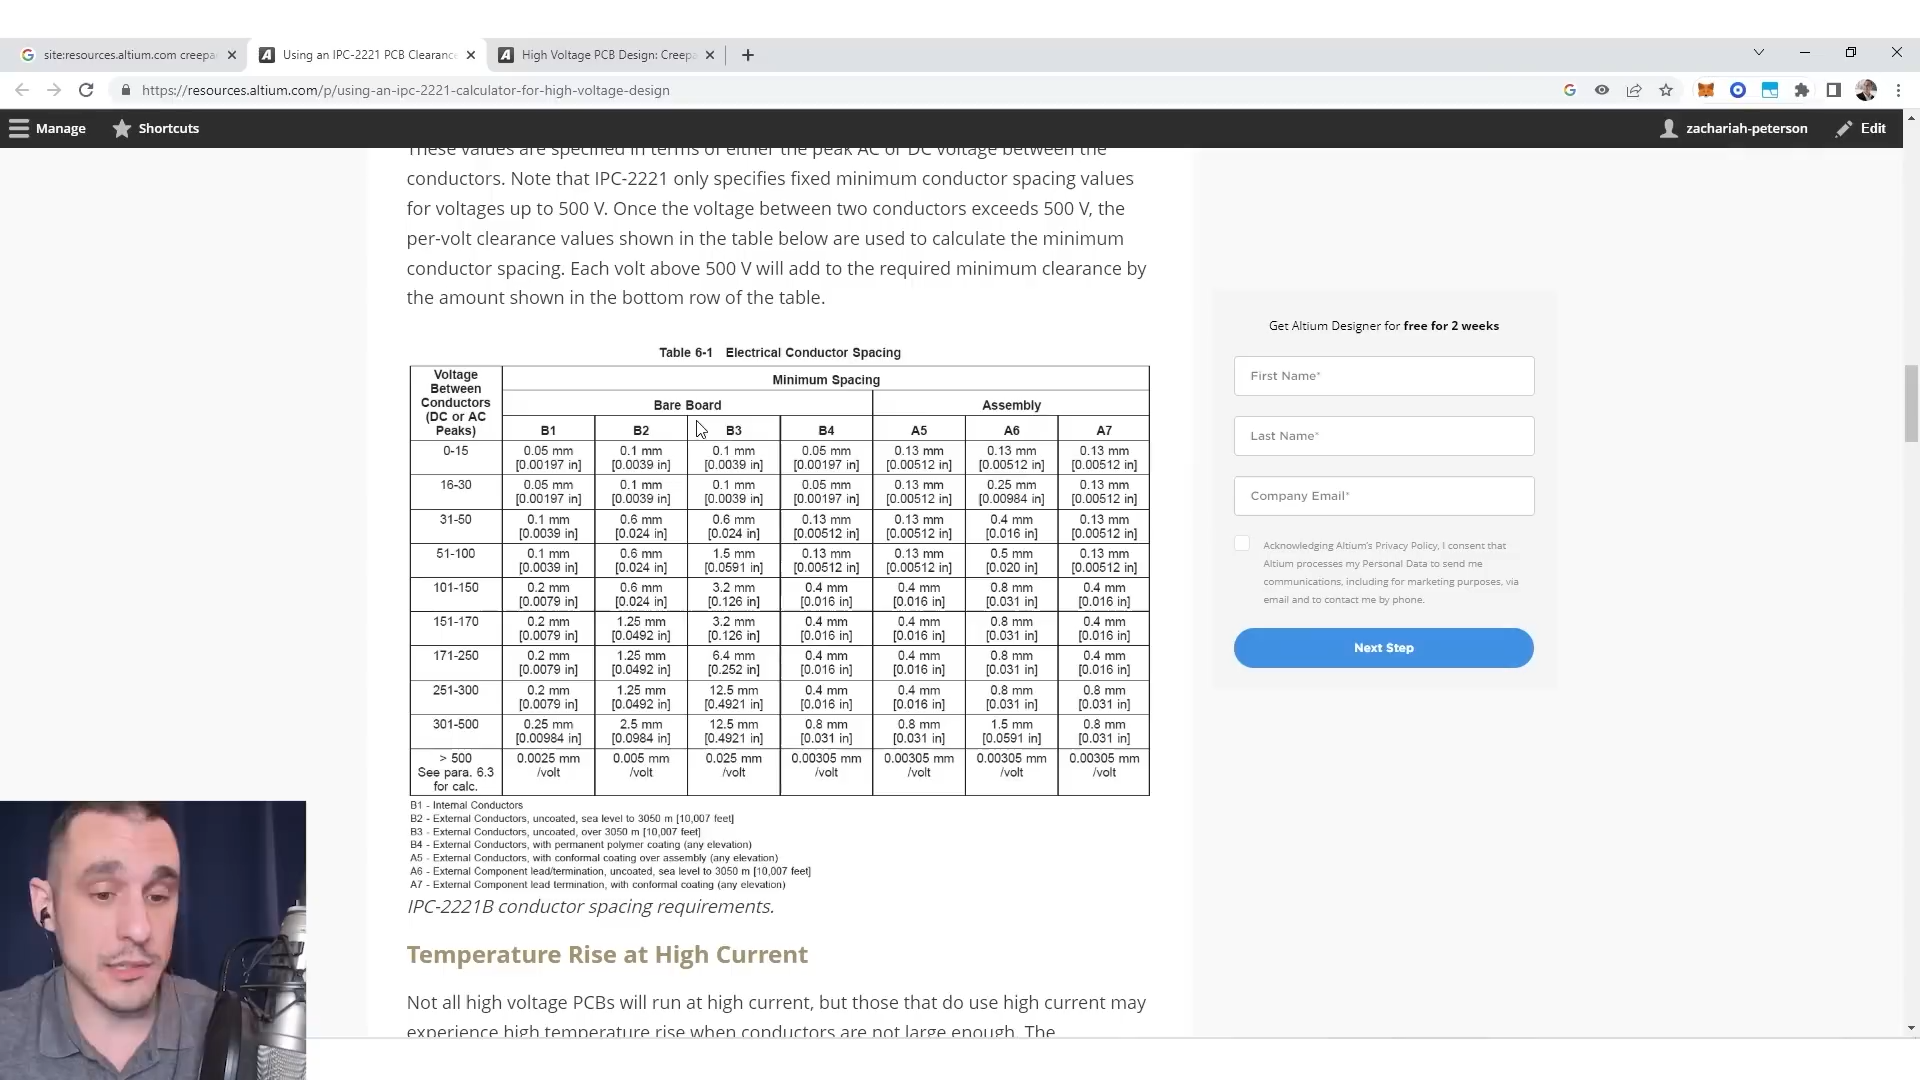 site:resources.altium.com creepa
Using an IPC-2221 PCB Clearance
High Voltage PCB Design: Creepa
https://resources.altium.com/p/using-an-ipc-2221-calculator-for-high-voltage-design
Manage
Shortcuts
zachariah-peterson
Edit
These values are specified in terms of either the peak AC or DC voltage between the
conductors. Note that IPC-2221 only specifies fixed minimum conductor spacing values
for voltages up to 500 V. Once the voltage between two conductors exceeds 500 V, the
per-volt clearance values shown in the table below are used to calculate the minimum
conductor spacing. Each volt above 500 V will add to the required minimum clearance by
the amount shown in the bottom row of the table.
Table 6-1 Electrical Conductor Spacing
Voltage
Between
Conductors
(DC or AC
Peaks)
Minimum Spacing
Bare Board
Assembly
B1 B2 B3 B4 A5 A6 A7
0-15 0.05 mm 0.1 mm 0.1 mm 0.05 mm 0.13 mm 0.13 mm 0.13 mm
[0.00197 in] [0.0039 in] [0.0039 in] [0.00197 in] [0.00512 in] [0.00512 in] [0.00512 in]
16-30 0.05 mm 0.1 mm 0.1 mm 0.05 mm 0.13 mm 0.25 mm 0.13 mm
[0.00197 in] [0.0039 in] [0.0039 in] [0.00197 in] [0.00512 in] [0.00984 in] [0.00512 in]
31-50 0.1 mm 0.6 mm 0.6 mm 0.13 mm 0.13 mm 0.4 mm 0.13 mm
[0.0039 in] [0.024 in] [0.024 in] [0.00512 in] [0.00512 in] [0.016 in] [0.00512 in]
51-100 0.1 mm 0.6 mm 1.5 mm 0.13 mm 0.13 mm 0.5 mm 0.13 mm
[0.0039 in] [0.024 in] [0.0591 in] [0.00512 in] [0.00512 in] [0.020 in] [0.00512 in]
101-150 0.2 mm 0.6 mm 3.2 mm 0.4 mm 0.4 mm 0.8 mm 0.4 mm
[0.0079 in] [0.024 in] [0.126 in] [0.016 in] [0.016 in] [0.031 in] [0.016 in]
151-170 0.2 mm 1.25 mm 3.2 mm 0.4 mm 0.4 mm 0.8 mm 0.4 mm
[0.0079 in] [0.0492 in] [0.126 in] [0.016 in] [0.016 in] [0.031 in] [0.016 in]
171-250 0.2 mm 1.25 mm 6.4 mm 0.4 mm 0.4 mm 0.8 mm 0.4 mm
[0.0079 in] [0.0492 in] [0.252 in] [0.016 in] [0.016 in] [0.031 in] [0.016 in]
251-300 0.2 mm 1.25 mm 12.5 mm 0.4 mm 0.4 mm 0.8 mm 0.8 mm
[0.0079 in] [0.0492 in] [0.4921 in] [0.016 in] [0.016 in] [0.031 in] [0.031 in]
301-500 0.25 mm 2.5 mm 12.5 mm 0.8 mm 0.8 mm 1.5 mm 0.8 mm
[0.00984 in] [0.0984 in] [0.4921 in] [0.031 in] [0.031 in] [0.0591 in] [0.031 in]
> 500 0.0025 mm 0.005 mm 0.025 mm 0.00305 mm 0.00305 mm 0.00305 mm 0.00305 mm
See para. 6.3 /volt /volt /volt /volt /volt /volt /volt
for calc.
B1 - Internal Conductors
B2 - External Conductors, uncoated, sea level to 3050 m [10,007 feet]
B3 - External Conductors, uncoated, over 3050 m [10,007 feet]
B4 - External Conductors, with permanent polymer coating (any elevation)
A5 - External Conductors, with conformal coating over assembly (any elevation)
A6 - External Component lead/termination, uncoated, sea level to 3050 m [10,007 feet]
A7 - External Component lead termination, with conformal coating (any elevation)
IPC-2221B conductor spacing requirements.
Temperature Rise at High Current
Not all high voltage PCBs will run at high current, but those that do use high current may
experience high temperature rise when conductors are not large enough. The
Get Altium Designer for free for 2 weeks
First Name*
Last Name*
Company Email*
Acknowledging Altium's Privacy Policy, I consent that
Altium processes my Personal Data to send me
communications, including for marketing purposes, via
email and to contact me by phone.
Next Step